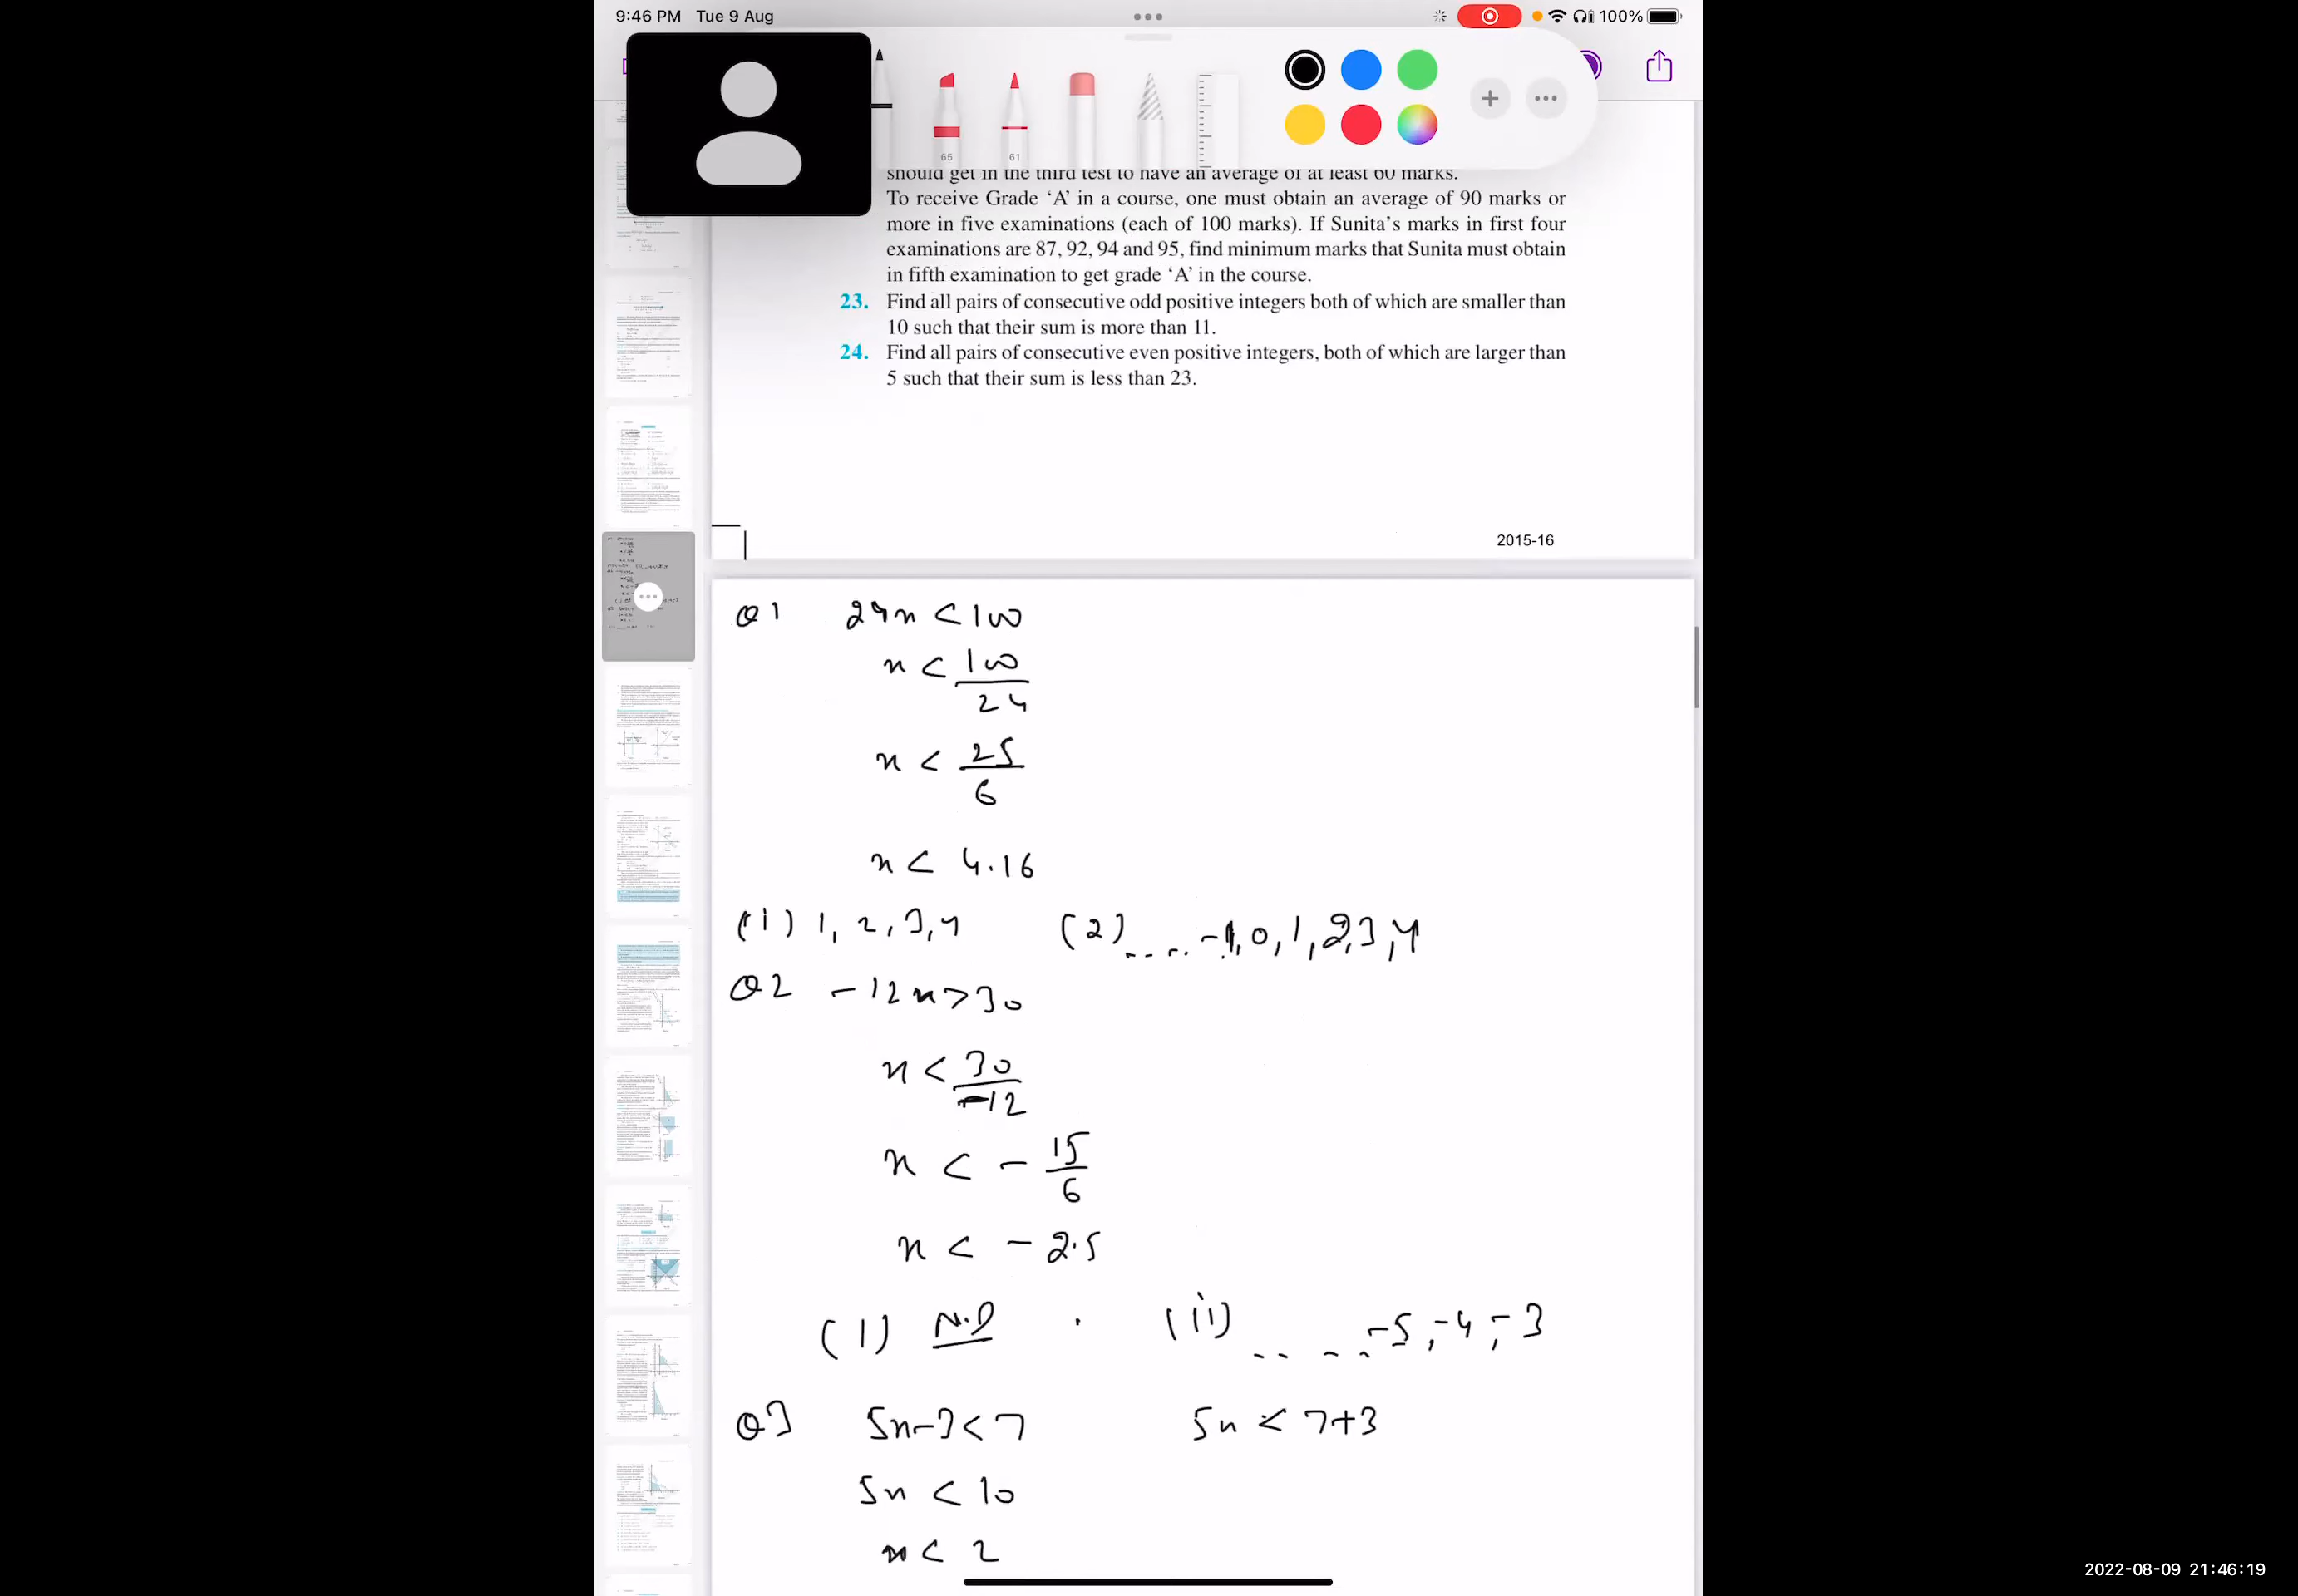 9:46 PM Tue 9 Aug
100%
65 61
should get in the third test to have an average of at least 60 marks.
To receive Grade ‘A’ in a course, one must obtain an average of 90 marks or
more in five examinations (each of 100 marks). If Sunita’s marks in first four
examinations are 87, 92, 94 and 95, find minimum marks that Sunita must obtain
in fifth examination to get grade ‘A’ in the course.
23. Find all pairs of consecutive odd positive integers both of which are smaller than
10 such that their sum is more than 11.
24. Find all pairs of consecutive even positive integers, both of which are larger than
5 such that their sum is less than 23.
2015-16
Q1 24x < 100
x < 100/24
x < 25/6
x < 4.16
(i) 1, 2, 3, 4 (2) ..... -1, 0, 1, 2, 3, 4
Q2 -12x > 30
x < 30/-12
x < - 15/6
x < - 2.5
(1) (ii) ..... -5, -4, -3
Q3 5x-3 < 7 5x < 7+3
5x < 10
x < 2
2022-08-09 21:46:19